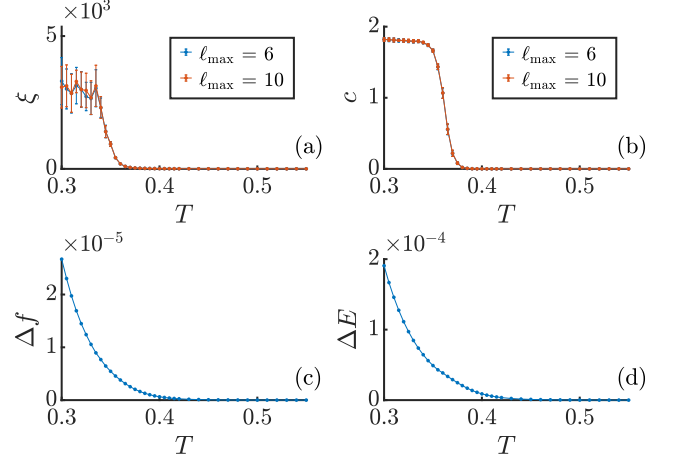 ×10³
5
0
ξ
ℓmax = 6
ℓmax = 10
(a)
0.3 0.4 0.5
T
2
1
0
c
ℓmax = 6
ℓmax = 10
(b)
0.3 0.4 0.5
T
×10⁻⁵
2
1
0
Δf
(c)
0.3 0.4 0.5
T
×10⁻⁴
2
1
0
ΔE
(d)
0.3 0.4 0.5
T